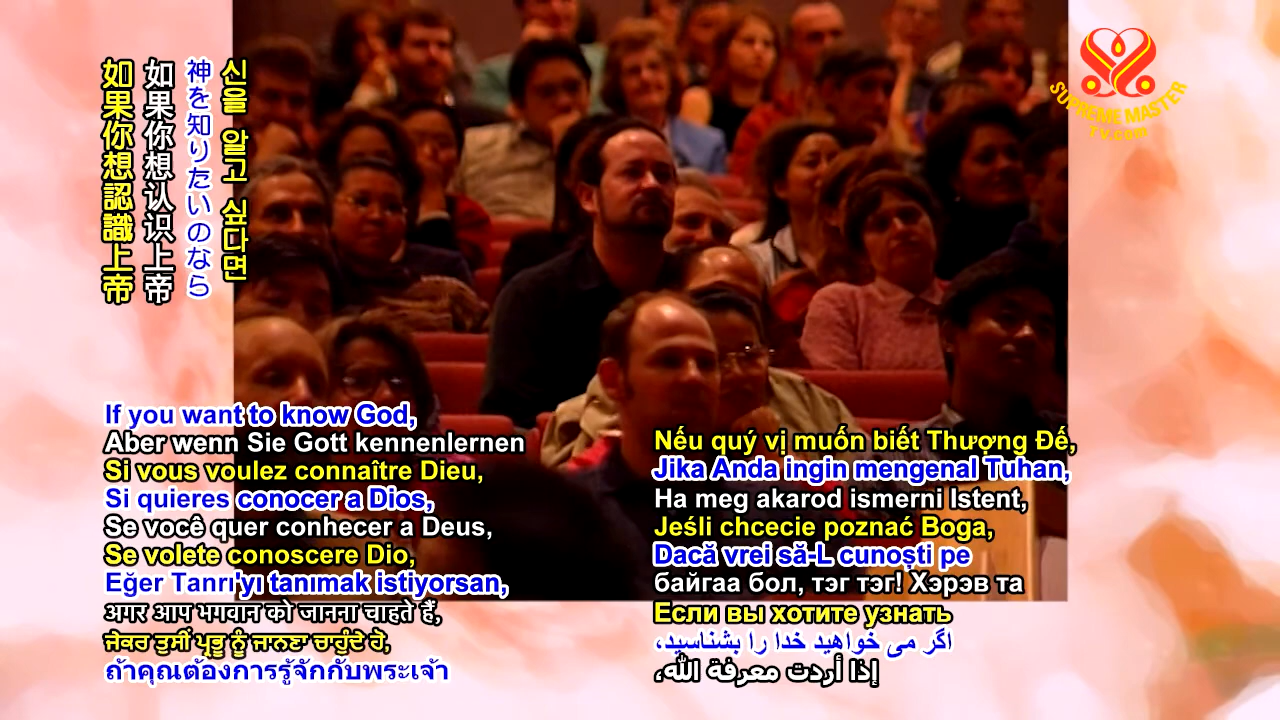 如果你想認識上帝
如果你想认识上帝
神を知りたいのなら
신을 알고 싶다면
SUPREME MASTER
TV.com
If you want to know God,
Aber wenn Sie Gott kennenlernen
Si vous voulez connaître Dieu,
Si quieres conocer a Dios,
Se você quer conhecer a Deus,
Se volete conoscere Dio,
Eğer Tanrı'yı tanımak istiyorsan,
अगर आप भगवान को जानना चाहते हैं,
ਜੇਕਰ ਤੁਸੀਂ ਪ੍ਰਭੂ ਨੂੰ ਜਾਨਣਾ ਚਾਹੁੰਦੇ ਹੋ,
ถ้าคุณต้องการรู้จักกับพระเจ้า
Nếu quý vị muốn biết Thượng Đế,
Jika Anda ingin mengenal Tuhan,
Ha meg akarod ismerni Istent,
Jeśli chcecie poznać Boga,
Dacă vrei să-L cunoști pe
байгаа бол, тэг тэг! Хэрэв та
Если вы хотите узнать
اگر می خواهید خدا را بشناسید،
إذا أردت معرفة الله،